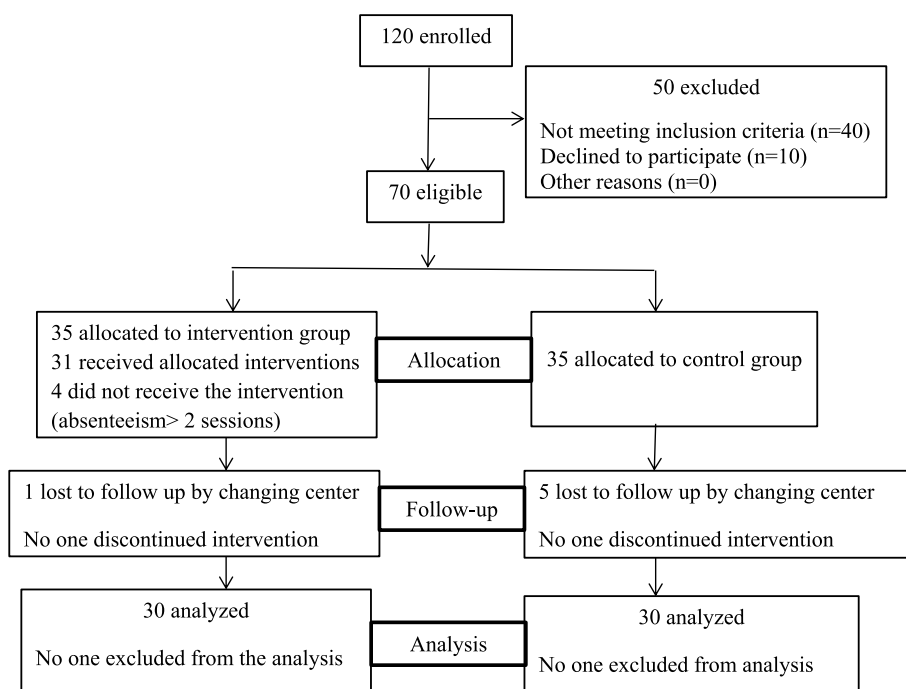 120 enrolled
50 excluded
Not meeting inclusion criteria (n=40)
Declined to participate (n=10)
Other reasons (n=0)
70 eligible
35 allocated to intervention group
31 received allocated interventions
4 did not receive the intervention
(absenteeism> 2 sessions)
Allocation
35 allocated to control group
1 lost to follow up by changing center
No one discontinued intervention
Follow-up
5 lost to follow up by changing center
No one discontinued intervention
30 analyzed
No one excluded from the analysis
Analysis
30 analyzed
No one excluded from analysis